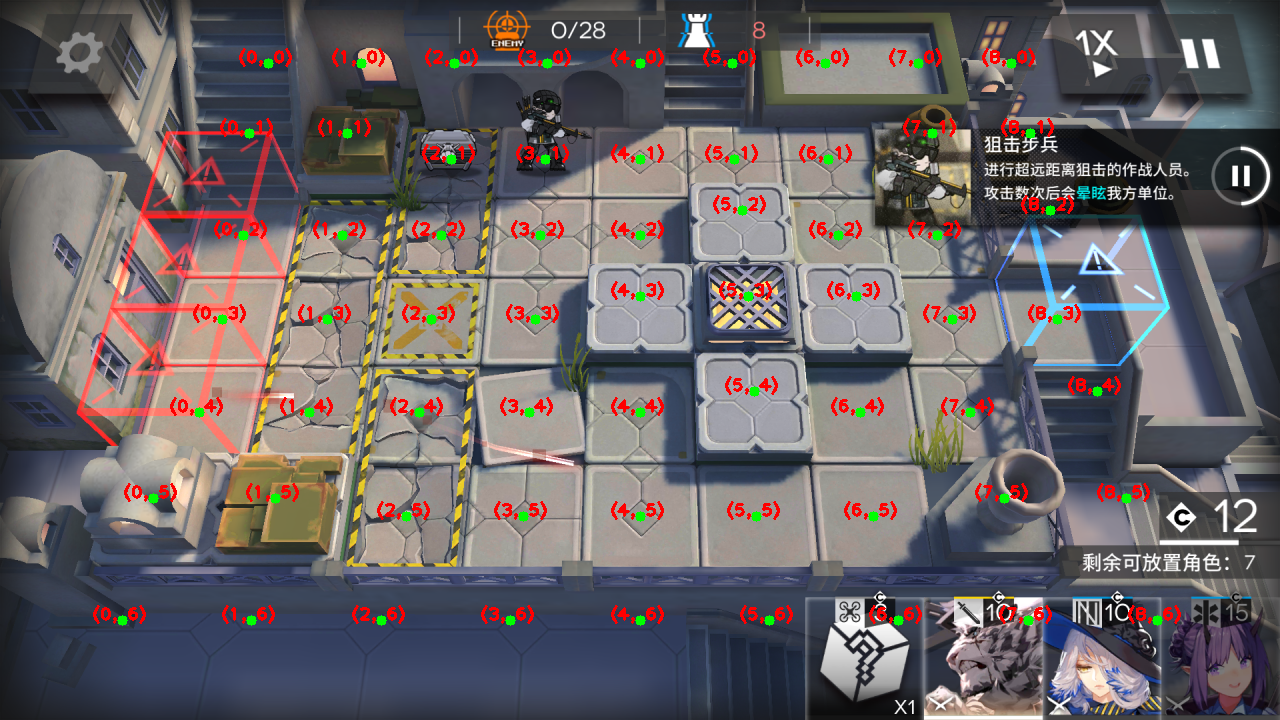 ENEMY 0/28 8
1X
(0, 0) (1, 0) (2, 0) (3, 0) (4, 0) (5, 0) (6, 0) (7, 0) (8, 0)
(0, 1) (1, 1) (2, 1) (3, 1) (4, 1) (5, 1) (6, 1) (7, 1) (8, 1)
狙击步兵
进行超远距离狙击的作战人员。
攻击数次后会晕眩我方单位。
(0, 2) (1, 2) (2, 2) (3, 2) (4, 2) (5, 2) (6, 2) (7, 2) (8, 2)
(0, 3) (1, 3) (2, 3) (3, 3) (4, 3) (5, 3) (6, 3) (7, 3) (8, 3)
(0, 4) (1, 4) (2, 4) (3, 4) (4, 4) (5, 4) (6, 4) (7, 4) (8, 4)
(0, 5) (1, 5) (2, 5) (3, 5) (4, 5) (5, 5) (6, 5) (7, 5) (8, 5)
C 12
剩余可放置角色：7
(0, 6) (1, 6) (2, 6) (3, 6) (4, 6) (5, 6) (6, 6) (7, 6) (8, 6)
10 10 15
X1